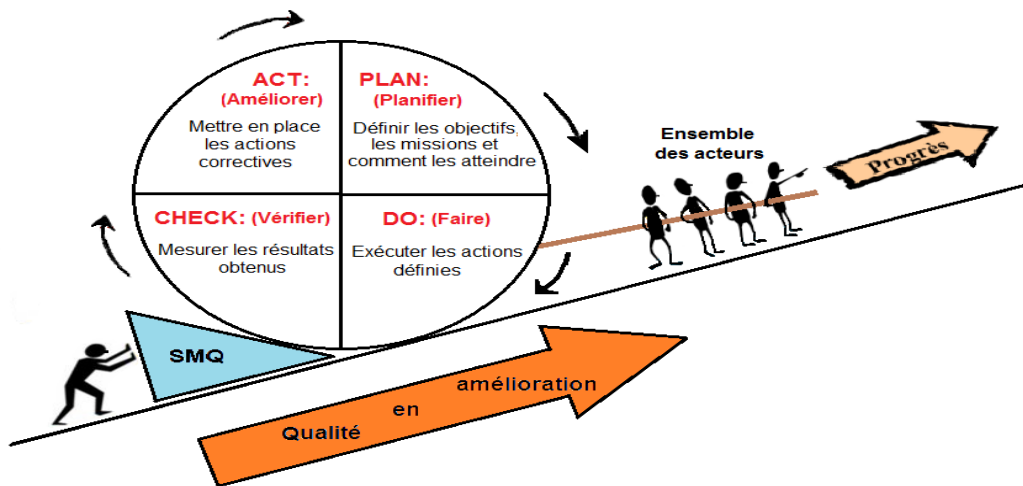 ACT:
(Améliorer)
Mettre en place
les actions
correctives
PLAN:
(Planifier)
Définir les objectifs,
les missions et
comment les atteindre
CHECK: (Vérifier)
Mesurer les résultats
obtenus
DO: (Faire)
Exécuter les actions
définies
Ensemble
des acteurs
Progrès
SMQ
Qualité en amélioration